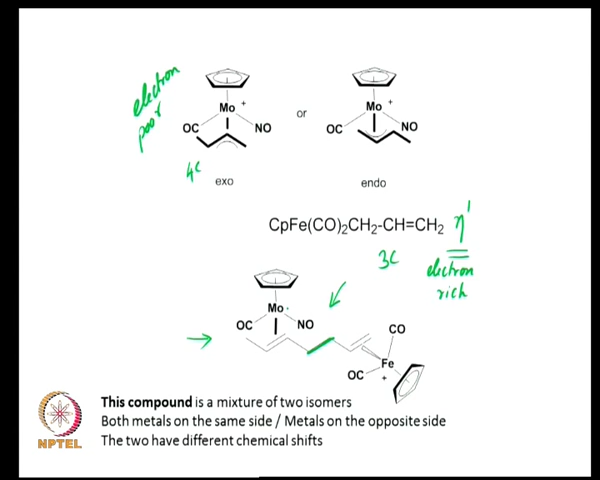 electron
poor
Mo +
OC
NO
4C
exo
or
Mo +
OC
NO
endo
CpFe(CO)₂CH₂-CH=CH₂ η¹
3C
electron
rich
Mo
OC
NO
CO
Fe
OC
+
This compound is a mixture of two isomers
Both metals on the same side / Metals on the opposite side
The two have different chemical shifts
NPTEL